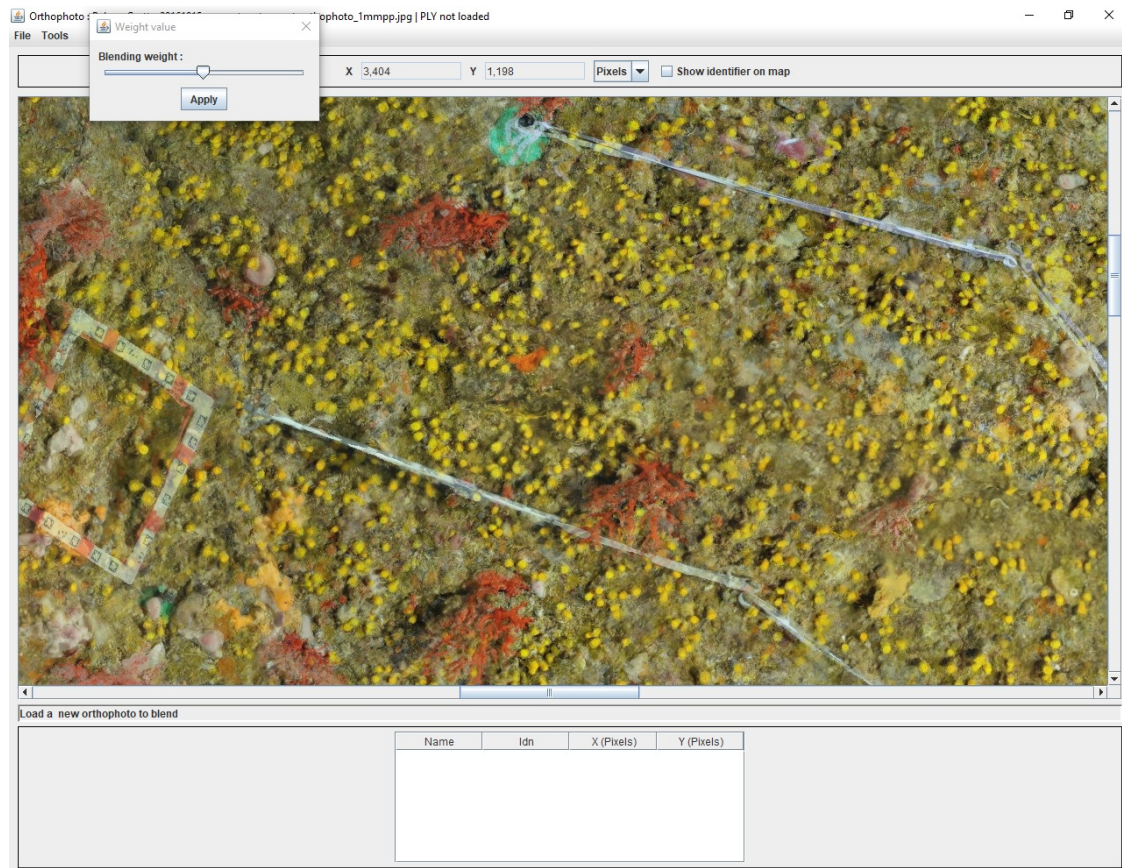 Orthophoto : orthophoto_1mmpp.jpg | PLY not loaded
Weight value
File Tools
Blending weight :
X 3,404 Y 1,198 Pixels Show identifier on map
Apply
Load a new orthophoto to blend
Name Idn X (Pixels) Y (Pixels)